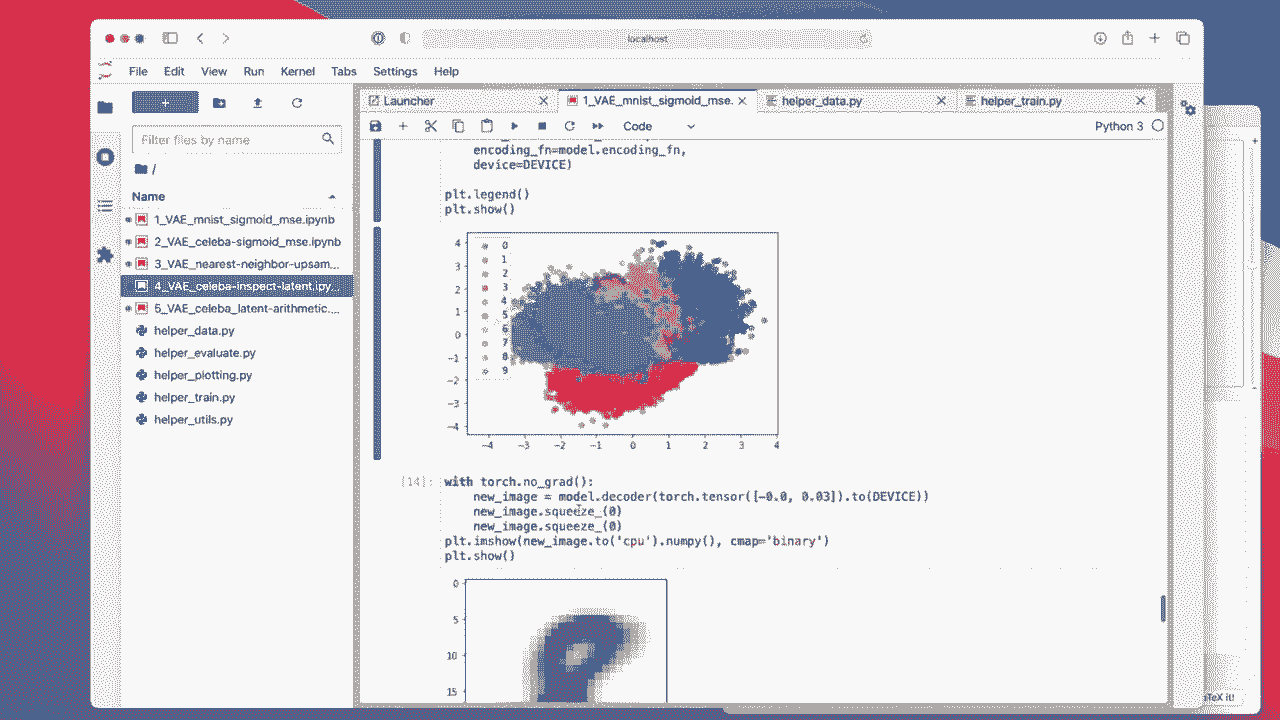 localhost
File Edit View Run Kernel Tabs Settings Help
Launcher
1_VAE_mnist_sigmoid_mse.
helper_data.py
helper_train.py
Code
Python 3
Filter files by name
/
Name
1_VAE_mnist_sigmoid_mse.ipynb
2_VAE_celeba-sigmoid_mse.ipynb
3_VAE_nearest-neighbor-upsam...
4_VAE_celeba-inspect-latent.ipy...
5_VAE_celeba_latent-arithmetic....
helper_data.py
helper_evaluate.py
helper_plotting.py
helper_train.py
helper_utils.py
encoding_fn=model.encoding_fn,
device=DEVICE)
plt.legend()
plt.show()
4
3
2
1
0
−1
−2
−3
−4
0
1
2
3
4
5
6
7
8
9
−4 −3 −2 −1 0 1 2 3 4
[14]:
with torch.no_grad():
new_image = model.decoder(torch.tensor([-0.0, 0.03]).to(DEVICE))
new_image.squeeze_(0)
new_image.squeeze_(0)
plt.imshow(new_image.to('cpu').numpy(), cmap='binary')
plt.show()
0
5
10
15
TeX it!